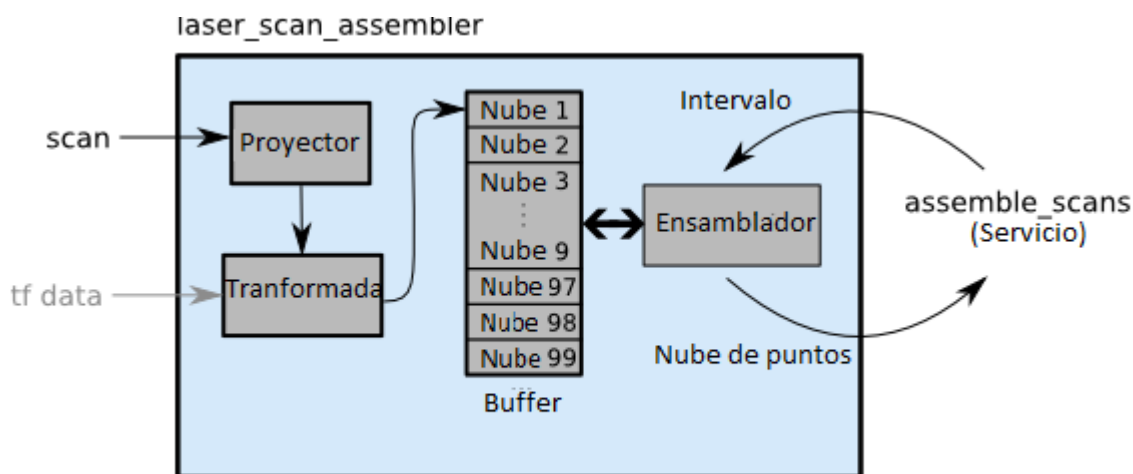 laser_scan_assembler
scan
Proyector
tf data
Tranformada
Nube 1
Nube 2
Nube 3
Nube 9
Nube 97
Nube 98
Nube 99
Buffer
Intervalo
Ensamblador
Nube de puntos
assemble_scans
(Servicio)